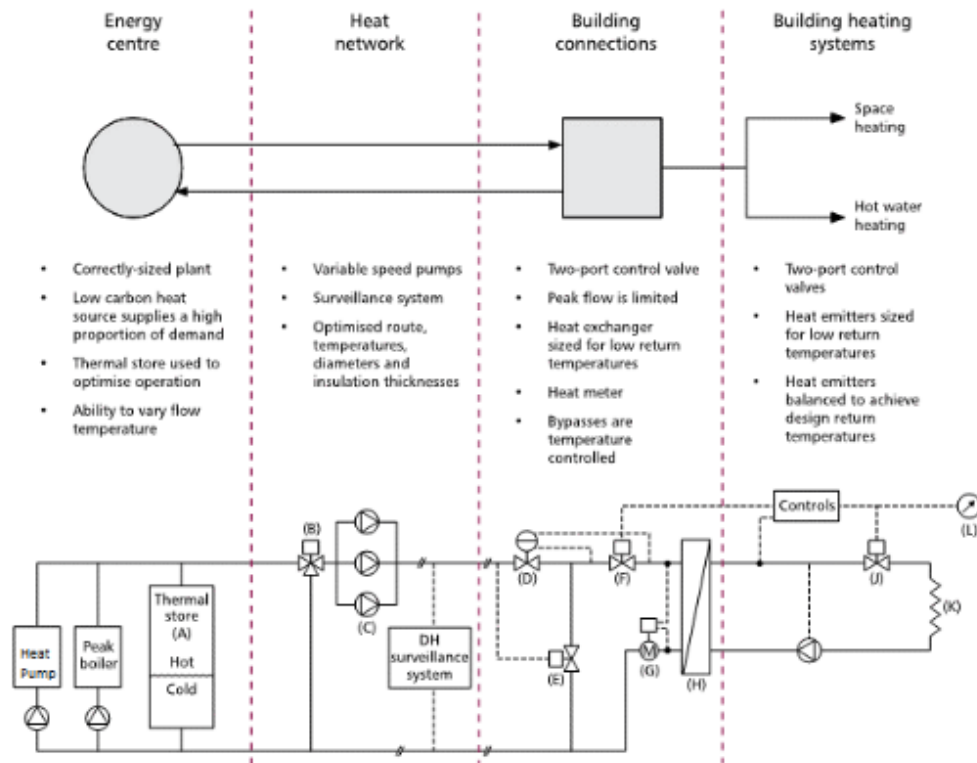 Energy
centre
Heat
network
Building
connections
Building heating
systems
Space
heating
Hot water
heating
• Correctly-sized plant
• Low carbon heat
source supplies a high
proportion of demand
• Thermal store used to
optimise operation
• Ability to vary flow
temperature
• Variable speed pumps
• Surveillance system
• Optimised route,
temperatures,
diameters and
insulation thicknesses
• Two-port control valve
• Peak flow is limited
• Heat exchanger
sized for low return
temperatures
• Heat meter
• Bypasses are
temperature
controlled
• Two-port control
valves
• Heat emitters sized
for low return
temperatures
• Heat emitters
balanced to achieve
design return
temperatures
Heat
Pump
Peak
boiler
Thermal
store
(A)
Hot
Cold
(B)
(C)
DH
surveillance
system
(D)
(E)
(F)
M
(G)
(H)
Controls
(J)
(K)
(L)